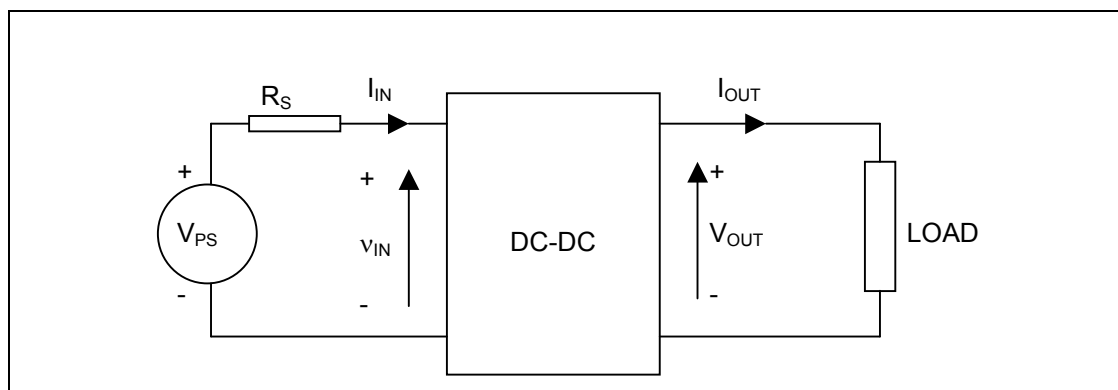 R_S
I_IN
I_OUT
+
+
+
V_PS
ν_IN
DC-DC
V_OUT
LOAD
-
-
-